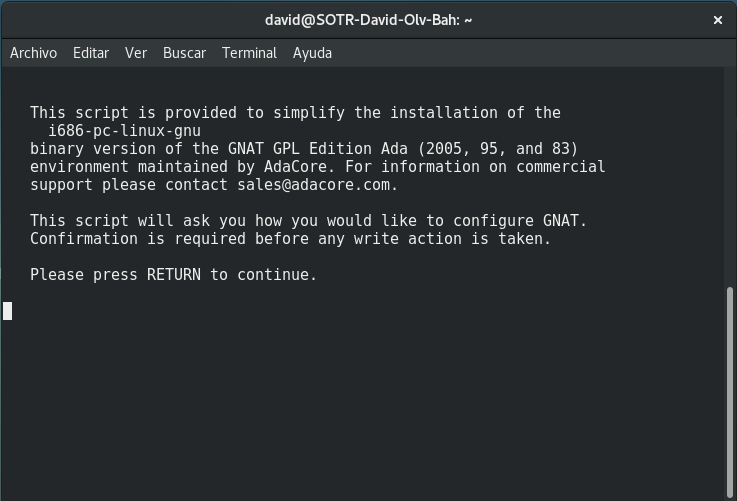 david@SOTR-David-Olv-Bah: ~
Archivo Editar Ver Buscar Terminal Ayuda
This script is provided to simplify the installation of the
i686-pc-linux-gnu
binary version of the GNAT GPL Edition Ada (2005, 95, and 83)
environment maintained by AdaCore. For information on commercial
support please contact sales@adacore.com.
This script will ask you how you would like to configure GNAT.
Confirmation is required before any write action is taken.
Please press RETURN to continue.